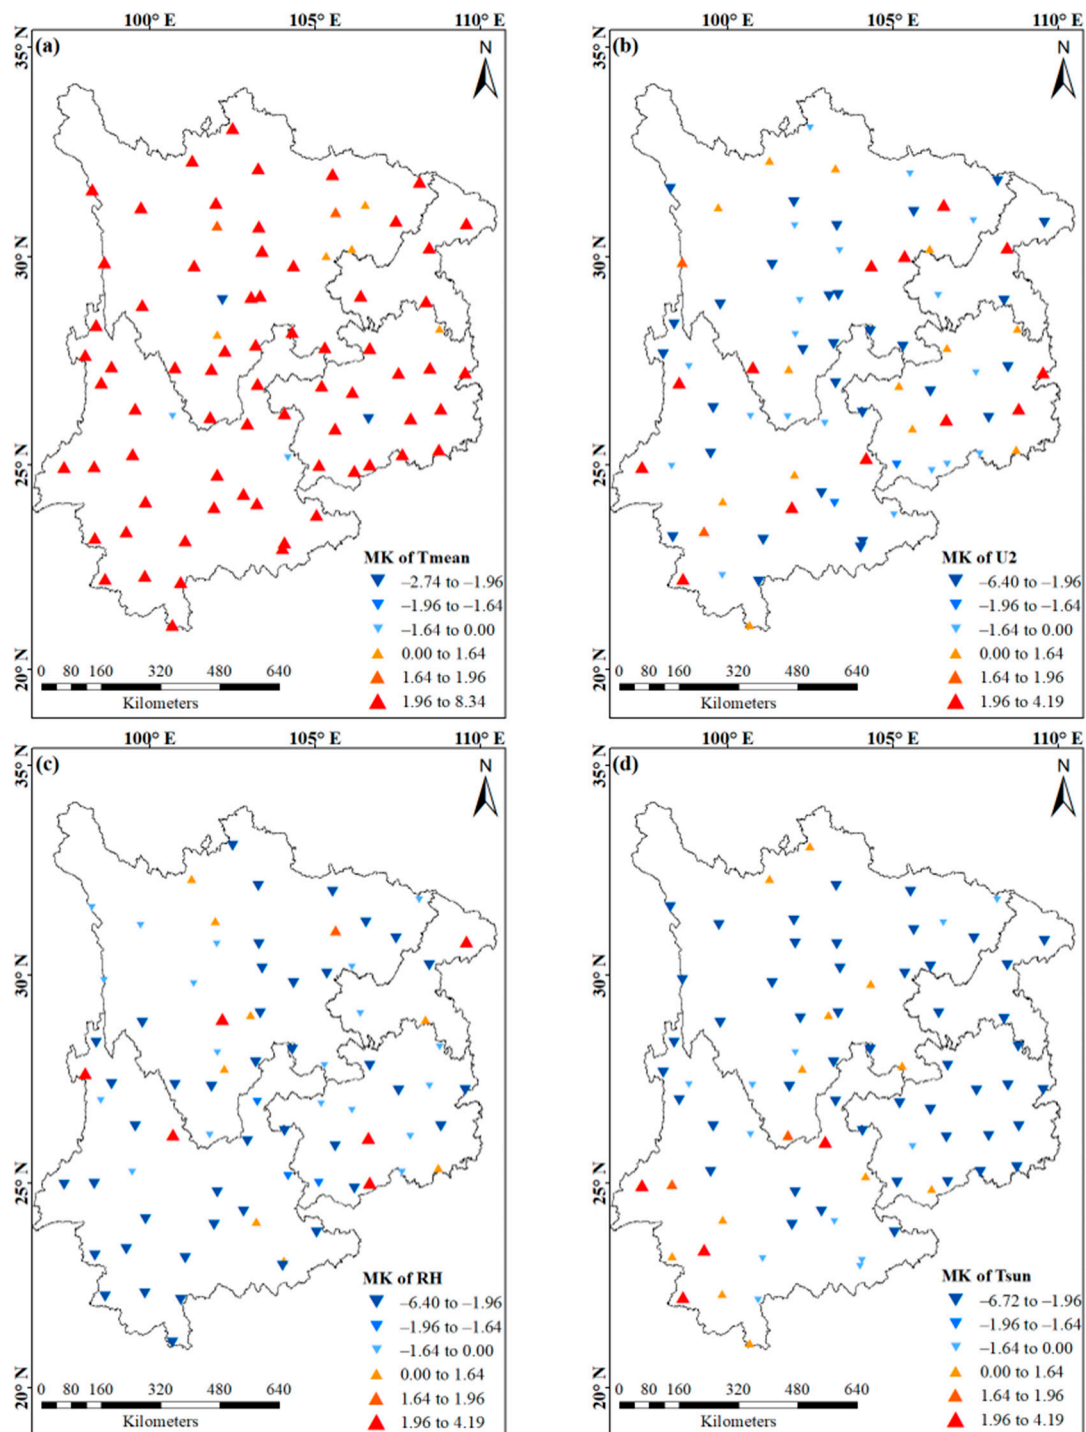 100° E 105° E 110° E
(a)
N
35° N
30° N
25° N
20° N
MK of Tmean
−2.74 to −1.96
−1.96 to −1.64
−1.64 to 0.00
0.00 to 1.64
1.64 to 1.96
1.96 to 8.34
0 80 160 320 480 640
Kilometers
100° E 105° E 110° E
(b)
N
35° N
30° N
25° N
20° N
MK of U2
−6.40 to −1.96
−1.96 to −1.64
−1.64 to 0.00
0.00 to 1.64
1.64 to 1.96
1.96 to 4.19
0 80 160 320 480 640
Kilometers
100° E 105° E 110° E
(c)
N
35° N
30° N
25° N
20° N
MK of RH
−6.40 to −1.96
−1.96 to −1.64
−1.64 to 0.00
0.00 to 1.64
1.64 to 1.96
1.96 to 4.19
0 80 160 320 480 640
Kilometers
100° E 105° E 110° E
(d)
N
35° N
30° N
25° N
20° N
MK of Tsun
−6.72 to −1.96
−1.96 to −1.64
−1.64 to 0.00
0.00 to 1.64
1.64 to 1.96
1.96 to 4.19
0 80 160 320 480 640
Kilometers